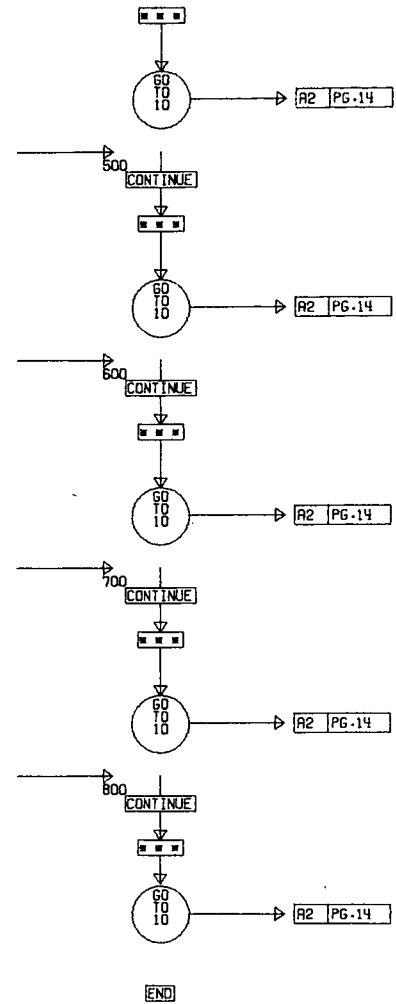 * * *
GO
TO
10
A2 PG.14
500
CONTINUE
* * *
GO
TO
10
A2 PG.14
600
CONTINUE
* * *
GO
TO
10
A2 PG.14
700
CONTINUE
* * *
GO
TO
10
A2 PG.14
800
CONTINUE
* * *
GO
TO
10
A2 PG.14
END